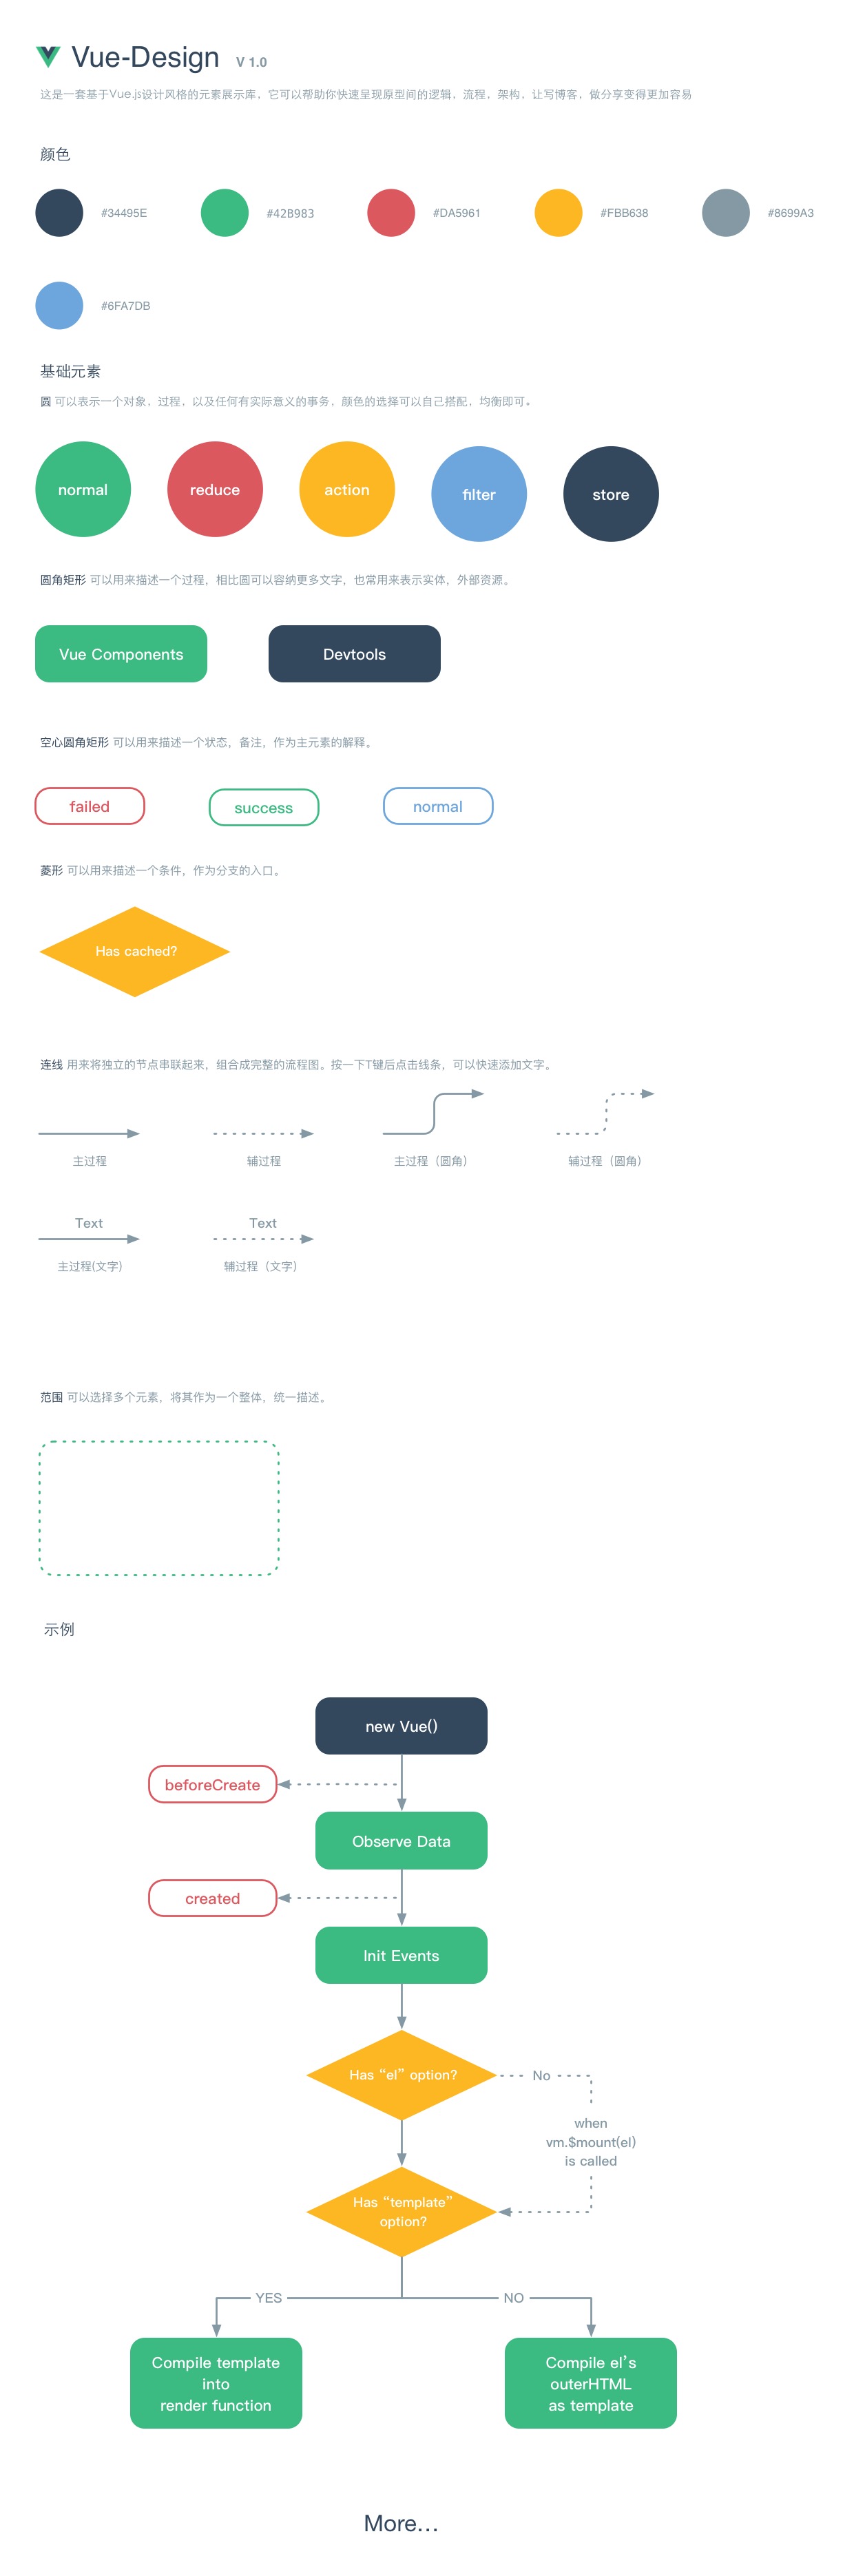 Vue-Design V 1.0
这是一套基于Vue.js设计风格的元素展示库，它可以帮助你快速呈现原型间的逻辑，流程，架构，让写博客，做分享变得更加容易
颜色
#34495E #42B983 #DA5961 #FBB638 #8699A3
#6FA7DB
基础元素
圆 可以表示一个对象，过程，以及任何有实际意义的事务，颜色的选择可以自己搭配，均衡即可。
normal reduce action filter store
圆角矩形 可以用来描述一个过程，相比圆可以容纳更多文字，也常用来表示实体，外部资源。
Vue Components Devtools
空心圆角矩形 可以用来描述一个状态，备注，作为主元素的解释。
failed success normal
菱形 可以用来描述一个条件，作为分支的入口。
Has cached?
连线 用来将独立的节点串联起来，组合成完整的流程图。按一下T键后点击线条，可以快速添加文字。
主过程 辅过程 主过程（圆角） 辅过程（圆角）
Text Text
主过程(文字) 辅过程（文字）
范围 可以选择多个元素，将其作为一个整体，统一描述。
示例
new Vue()
beforeCreate
Observe Data
created
Init Events
Has “el” option? No
when
vm.$mount(el)
is called
Has “template”
option?
YES NO
Compile template
into
render function
Compile el’s
outerHTML
as template
More...